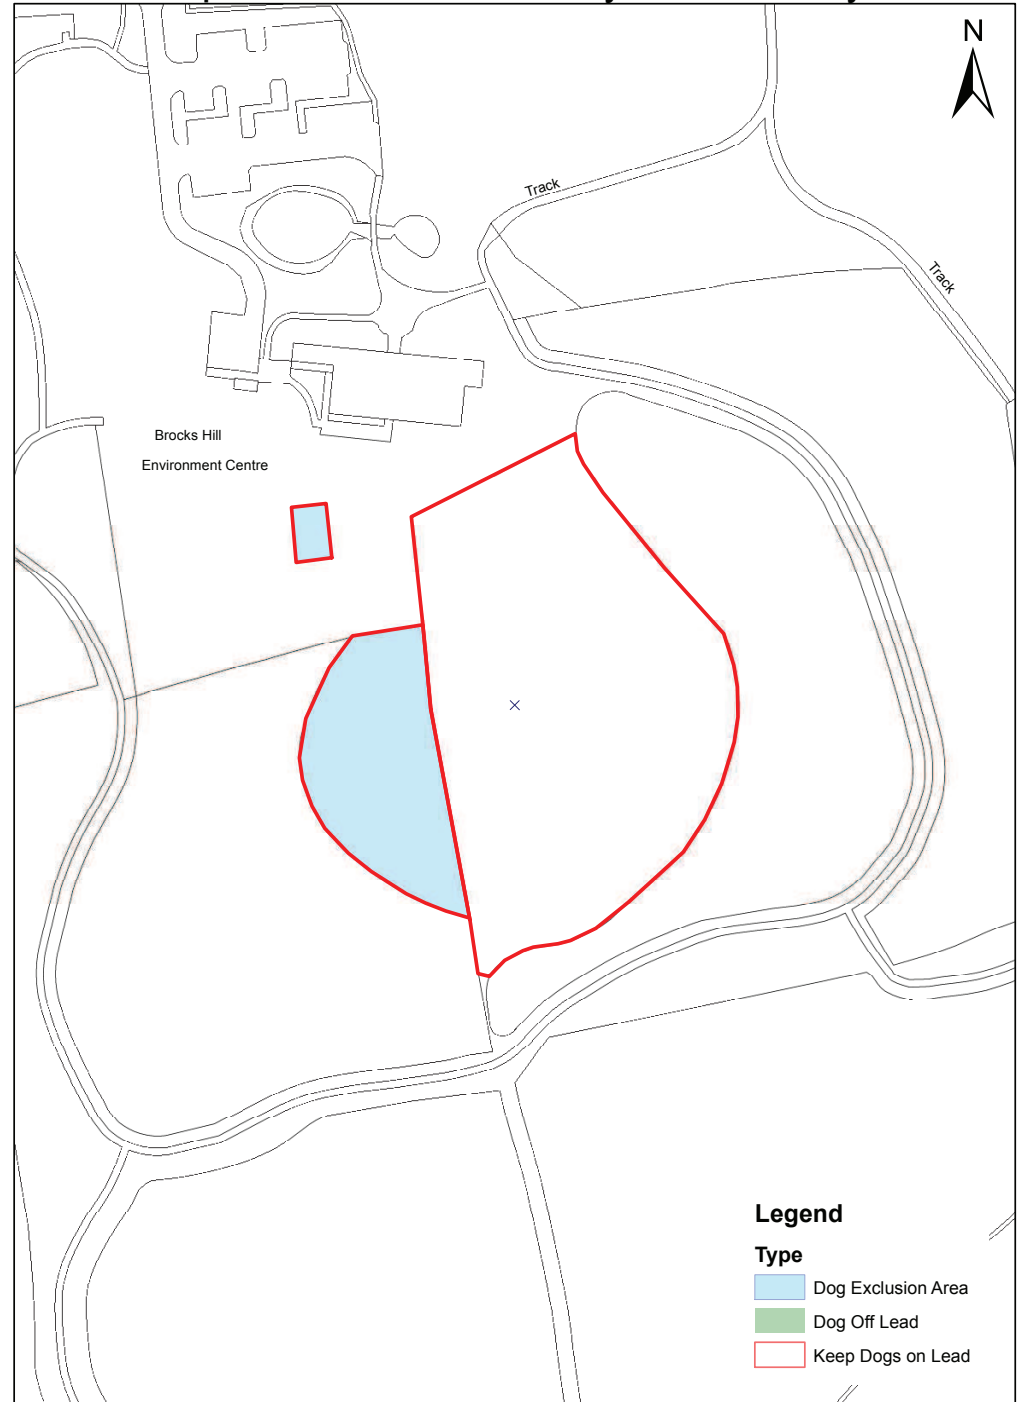 N
Track
Track
Brocks Hill
Environment Centre
Legend
Type
Dog Exclusion Area
Dog Off Lead
Keep Dogs on Lead